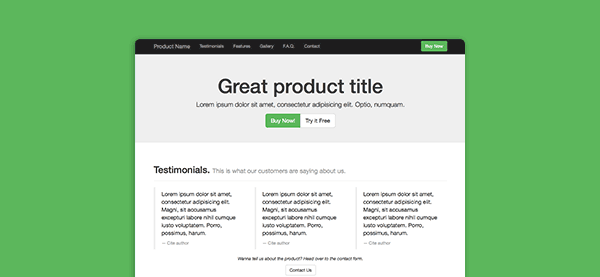 Product Name Testimonials Features Gallery F.A.Q. Contact Buy Now
Great product title
Lorem ipsum dolor sit amet, consectetur adipisicing elit. Optio, numquam.
Buy Now! Try it Free
Testimonials. This is what our customers are saying about us.
Lorem ipsum dolor sit amet,
consectetur adipisicing elit.
Magni, sit accusamus
excepturi labore nihil cumque
iusto voluptatem dolore. Porro,
possimus, harum.
— Cite author
Lorem ipsum dolor sit amet,
consectetur adipisicing elit.
Magni, sit accusamus
excepturi labore nihil cumque
iusto voluptatem dolore. Porro,
possimus, harum.
— Cite author
Lorem ipsum dolor sit amet,
consectetur adipisicing elit.
Magni, sit accusamus
excepturi labore nihil cumque
iusto voluptatem dolore. Porro,
possimus, harum.
— Cite author
Wanna tell us about the product? Head over to the contact form.
Contact Us